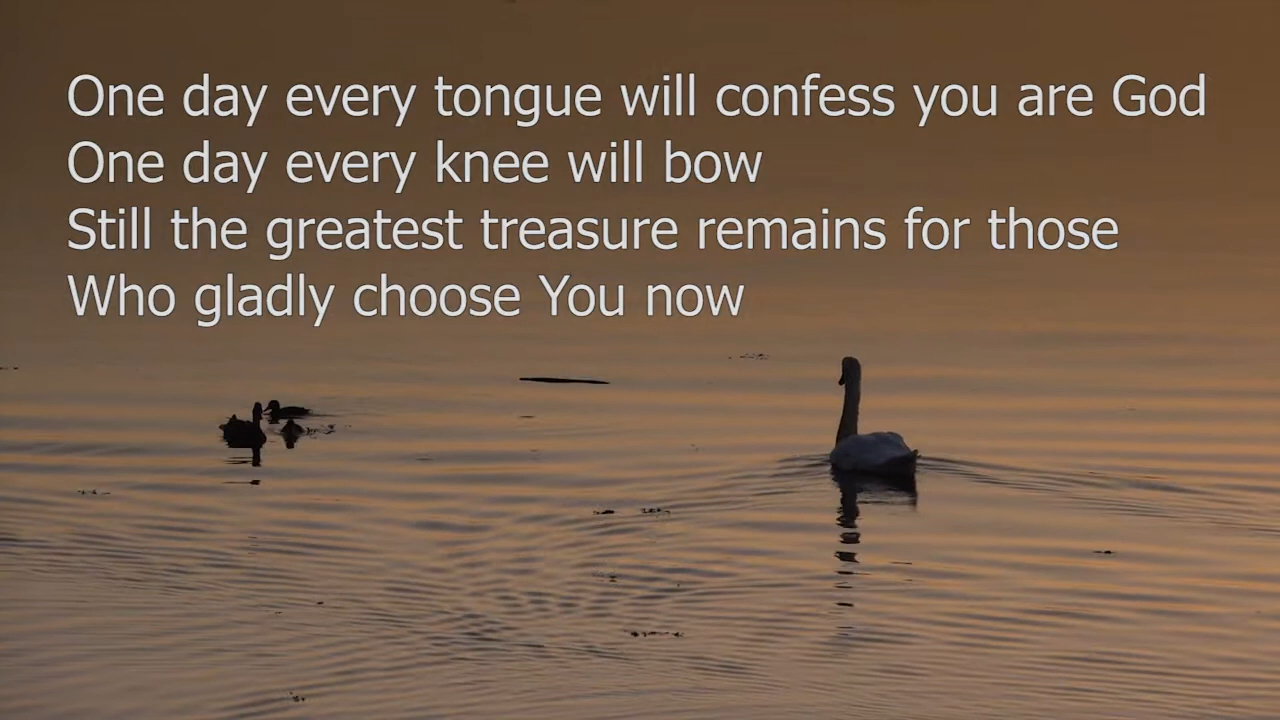 One day every tongue will confess you are God
One day every knee will bow
Still the greatest treasure remains for those
Who gladly choose You now